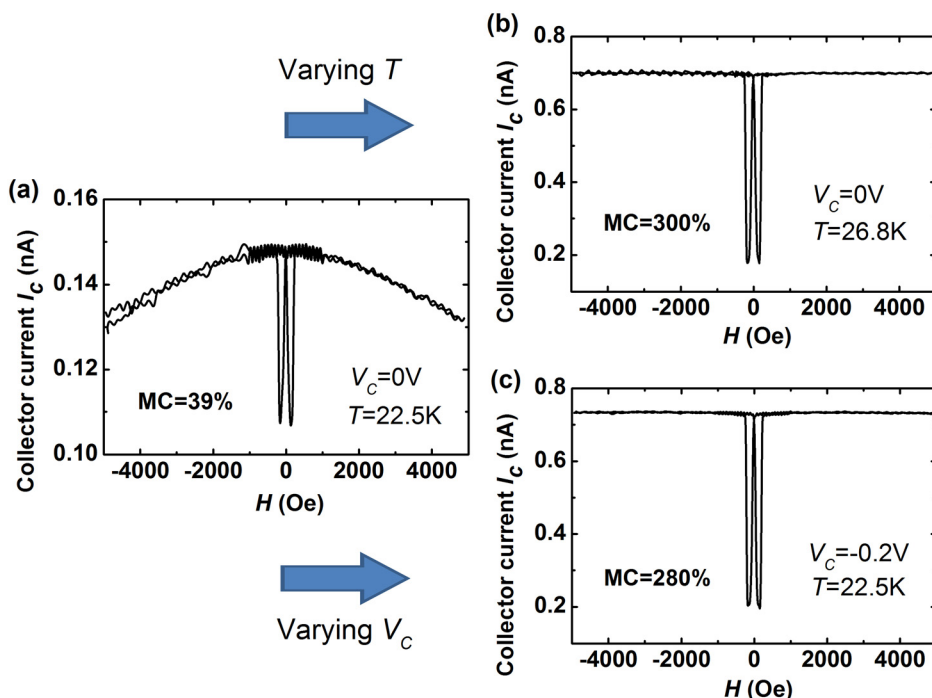 Varying T
(a)
Collector current I_C (nA)
0.16
0.14
0.12
0.10
MC=39%
V_C=0V
T=22.5K
-4000 -2000 0 2000 4000
H (Oe)
Varying V_C
(b)
Collector current I_C (nA)
0.8
0.6
0.4
0.2
MC=300%
V_C=0V
T=26.8K
-4000 -2000 0 2000 4000
H (Oe)
(c)
Collector current I_C (nA)
0.8
0.6
0.4
0.2
MC=280%
V_C=-0.2V
T=22.5K
-4000 -2000 0 2000 4000
H (Oe)